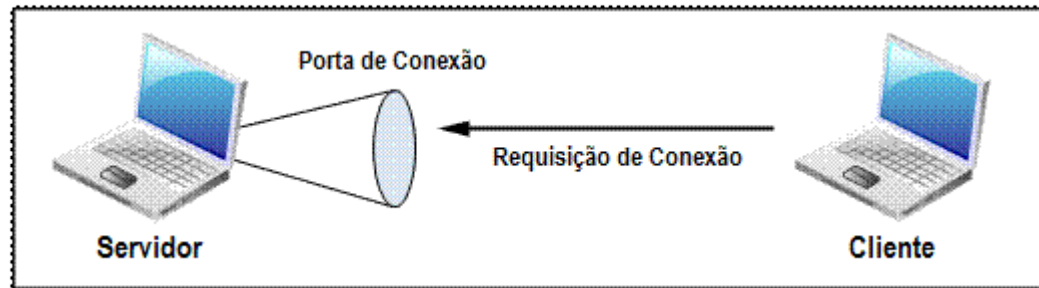 Porta de Conexão
Requisição de Conexão
Servidor
Cliente